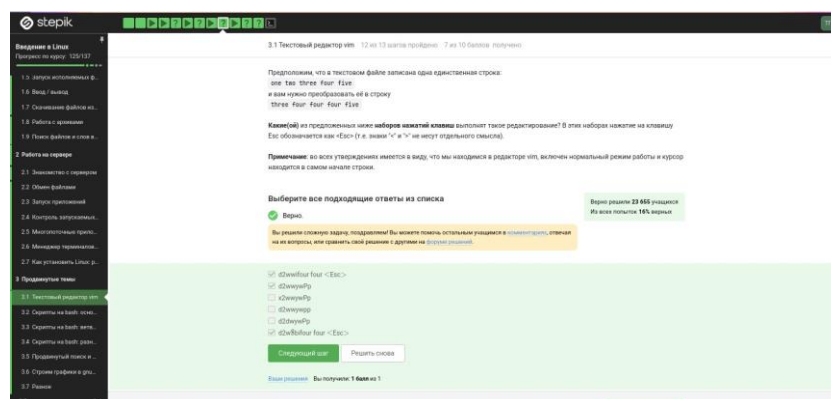 stepik
Введение в Linux
Прогресс по курсу: 125/137
1.5 Запуск исполняемых ф...
1.6 Ввод / вывод
1.7 Скачивание файлов из...
1.8 Работа с архивами
1.9 Поиск файлов и слов в...
2 Работа на сервере
2.1 Знакомство с сервером
2.2 Обмен файлами
2.3 Запуск приложений
2.4 Контроль запускаемых...
2.5 Многопоточные прило...
2.6 Менеджер терминалов...
2.7 Как установить Linux: р...
3 Продвинутые темы
3.1 Текстовый редактор vim
3.2 Скрипты на bash: осно...
3.3 Скрипты на bash: ветв...
3.4 Скрипты на bash: разн...
3.5 Продвинутый поиск и ...
3.6 Строим графики в gnu...
3.7 Разное
3.1 Текстовый редактор vim 12 из 13 шагов пройдено 7 из 10 баллов получено
Предположим, что в текстовом файле записана одна единственная строка:
one two three four five
и вам нужно преобразовать её в строку
three four four four five
Какие(ой) из предложенных ниже наборов нажатий клавиш выполнят такое редактирование? В этих наборах нажатие на клавишу
Esc обозначается как <Esc> (т.е. знаки "<" и ">" не несут отдельного смысла).
Примечание: во всех утверждениях имеется в виду, что мы находимся в редакторе vim, включен нормальный режим работы и курсор
находится в самом начале строки.
Выберите все подходящие ответы из списка
Верно.
Верно решили 23 655 учащихся
Из всех попыток 16% верных
Вы решили сложную задачу, поздравляем! Вы можете помочь остальным учащимся в комментариях, отвечая
на их вопросы, или сравнить своё решение с другими на форуме решений.
d2wwifour four <Esc>
d2wwywPp
x2wwywPp
d2wwywpp
d2dwywPp
d2w$bifour four <Esc>
Следующий шаг Решить снова
Ваши решения Вы получили: 1 балл из 1